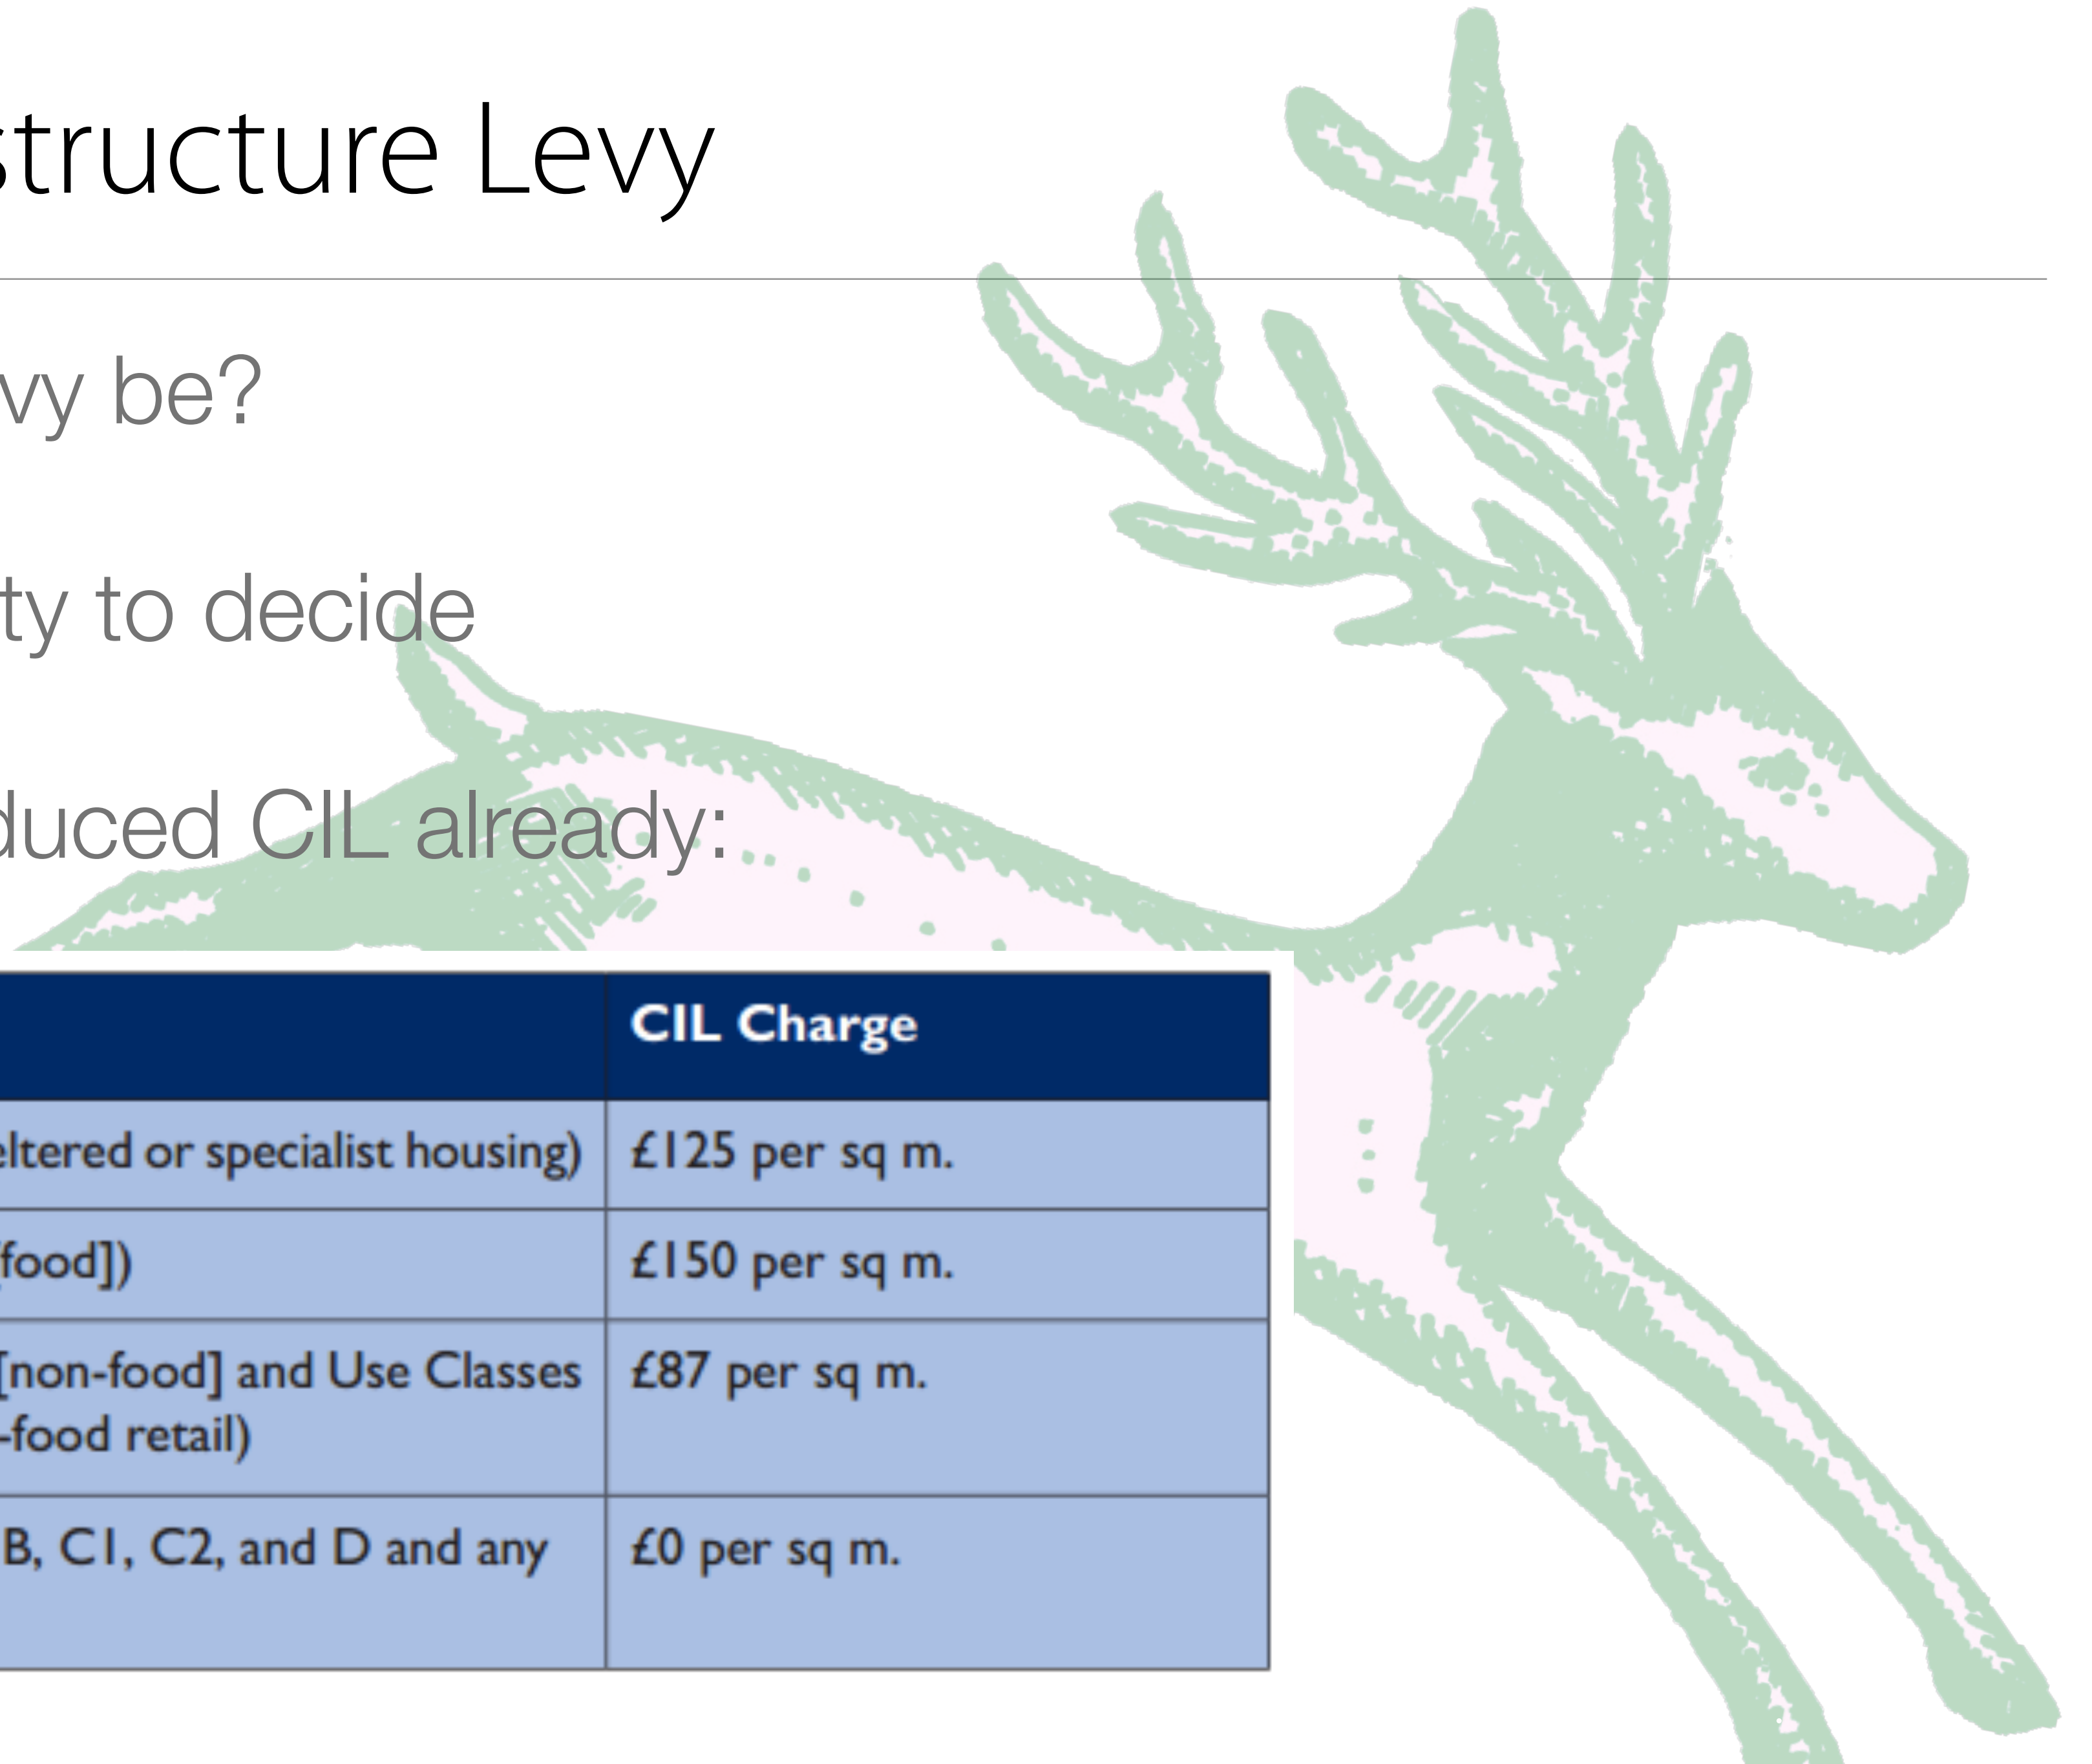 structure Levy
vy be?
ty to decide
duced CIL already:
CIL Charge
eltered or specialist housing) £125 per sq m.
food]) £150 per sq m.
[non-food] and Use Classes £87 per sq m.
-food retail)
B, C1, C2, and D and any £0 per sq m.